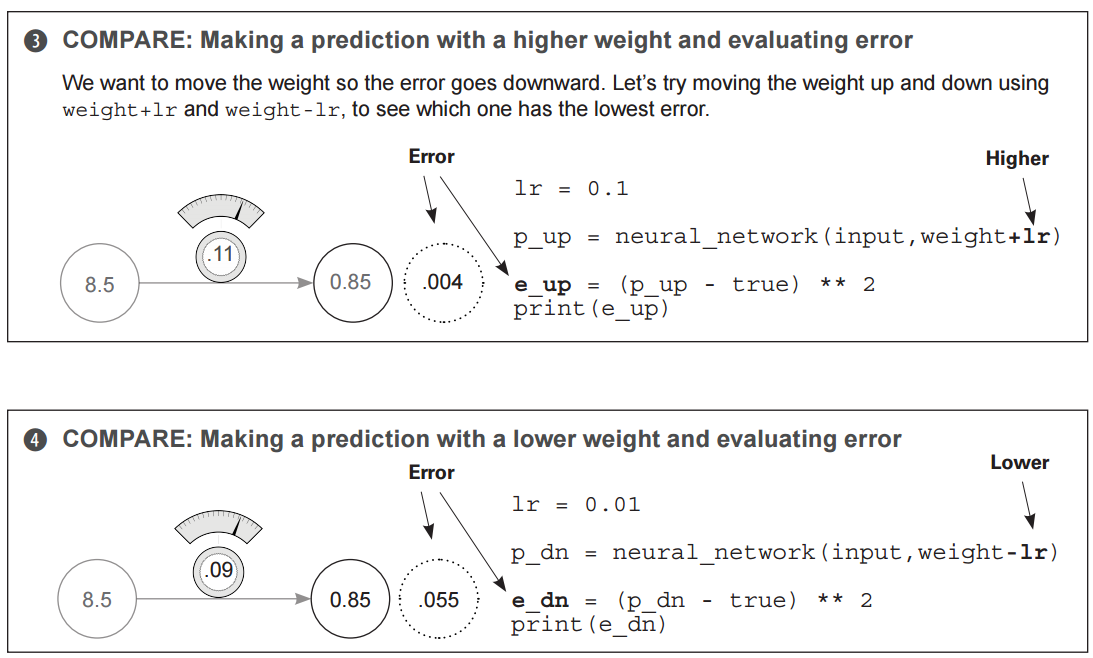 ❸ COMPARE: Making a prediction with a higher weight and evaluating error
We want to move the weight so the error goes downward. Let’s try moving the weight up and down using
weight+lr and weight-lr, to see which one has the lowest error.
Error
Higher
lr = 0.1
p_up = neural_network(input,weight+lr)
.11
8.5
0.85
.004
e_up = (p_up - true) ** 2
print(e_up)
❹ COMPARE: Making a prediction with a lower weight and evaluating error
Error
Lower
lr = 0.01
p_dn = neural_network(input,weight-lr)
.09
8.5
0.85
.055
e_dn = (p_dn - true) ** 2
print(e_dn)